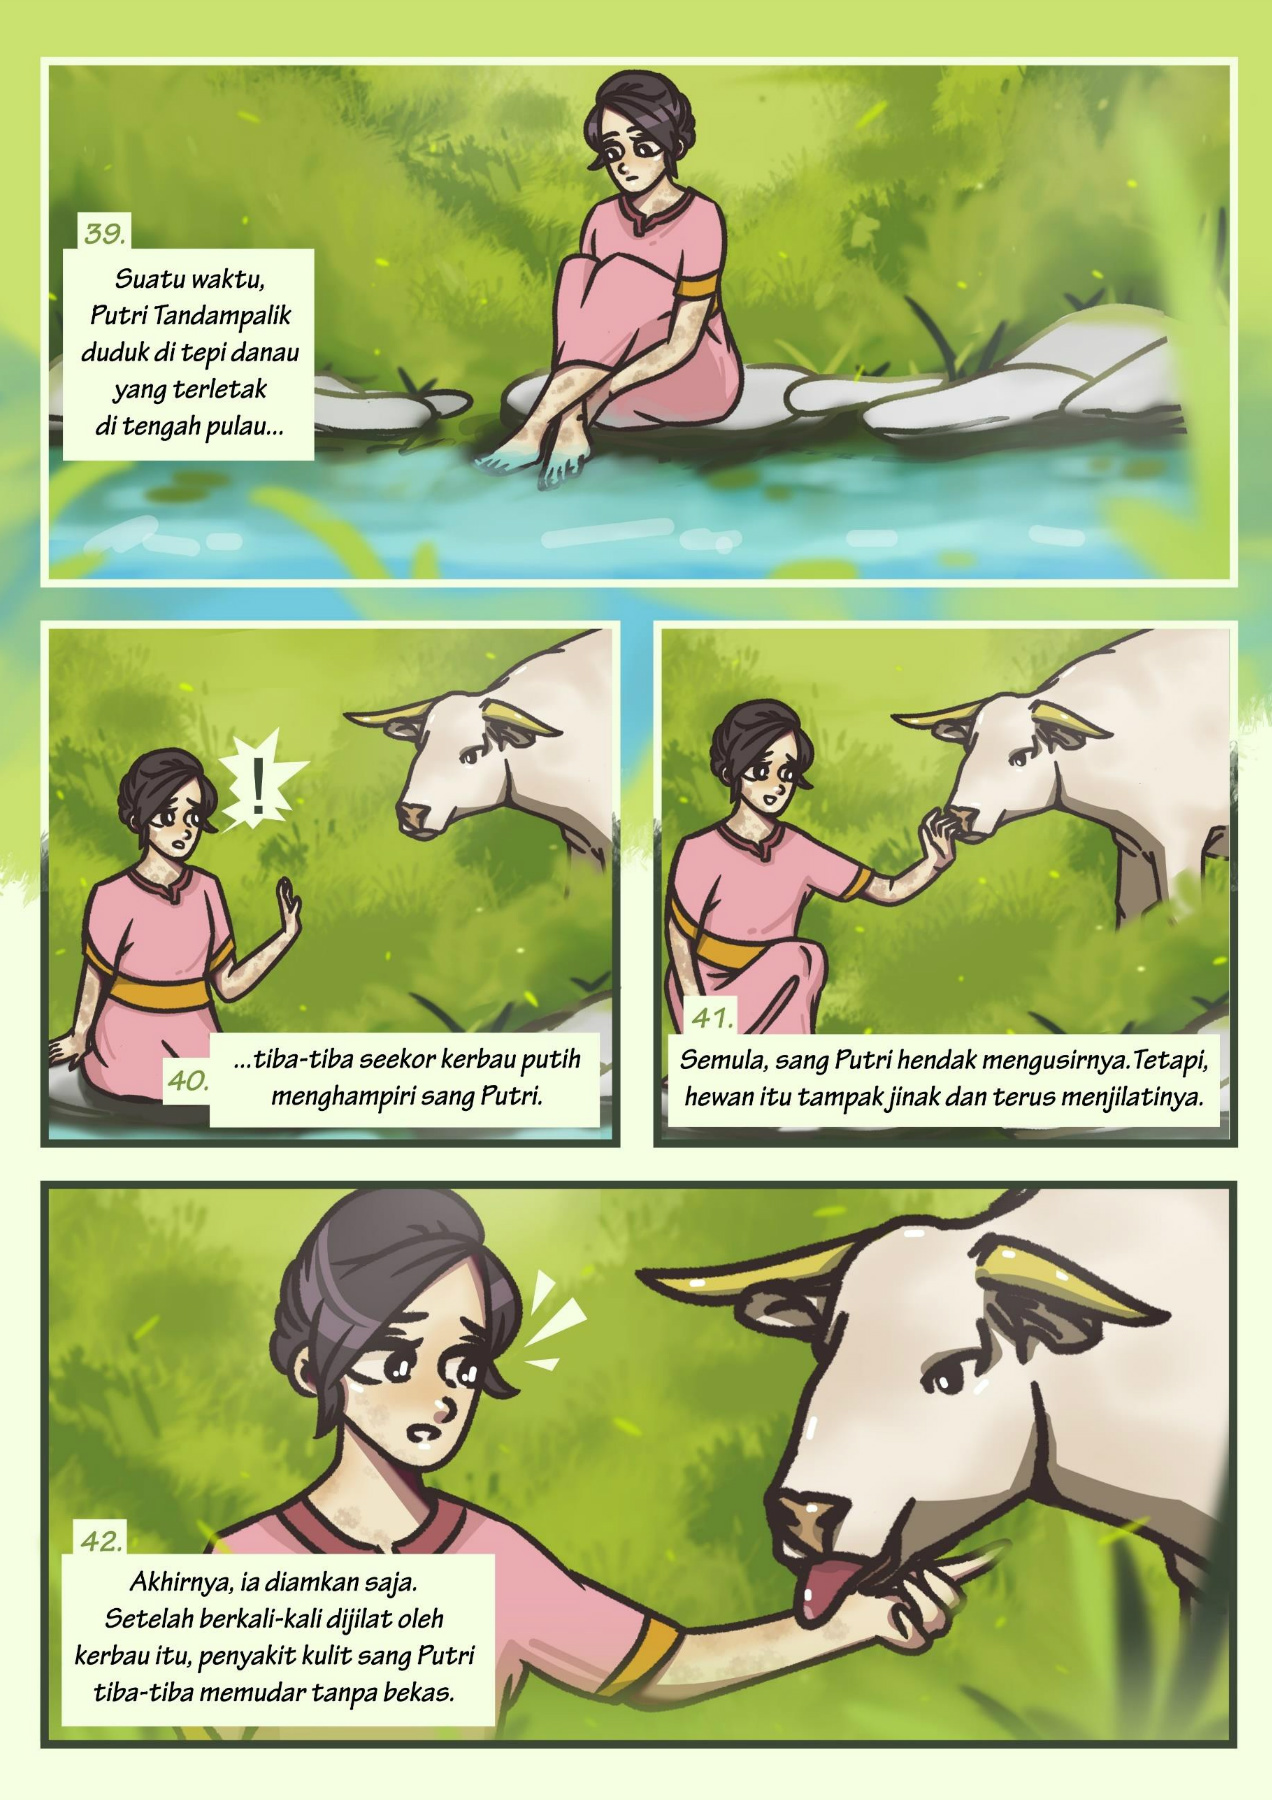 39.
Suatu waktu,
Putri Tandampalik
duduk di tepi danau
yang terletak
di tengah pulau...
!
40.
...tiba-tiba seekor kerbau putih
menghampiri sang Putri.
41.
Semula, sang Putri hendak mengusirnya.Tetapi,
hewan itu tampak jinak dan terus menjilatinya.
42.
Akhirnya, ia diamkan saja.
Setelah berkali-kali dijilat oleh
kerbau itu, penyakit kulit sang Putri
tiba-tiba memudar tanpa bekas.